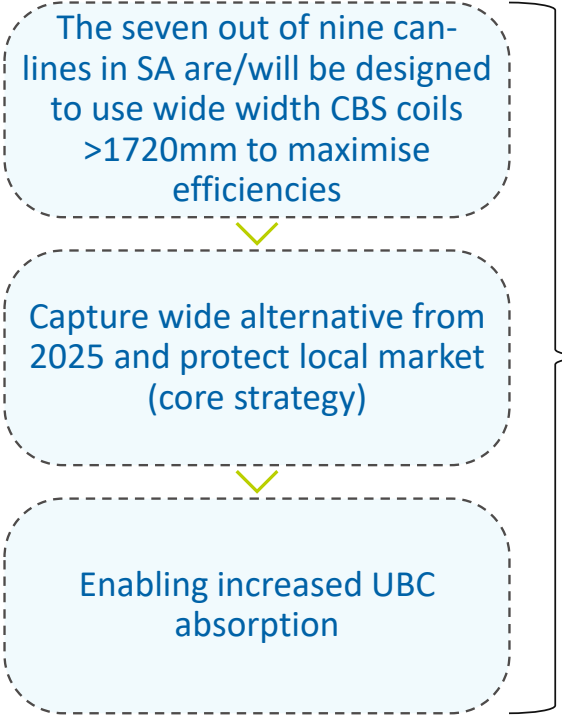 The seven out of nine can-
lines in SA are/will be designed
to use wide width CBS coils
>1720mm to maximise
efficiencies
Capture wide alternative from
2025 and protect local market
(core strategy)
Enabling increased UBC
absorption